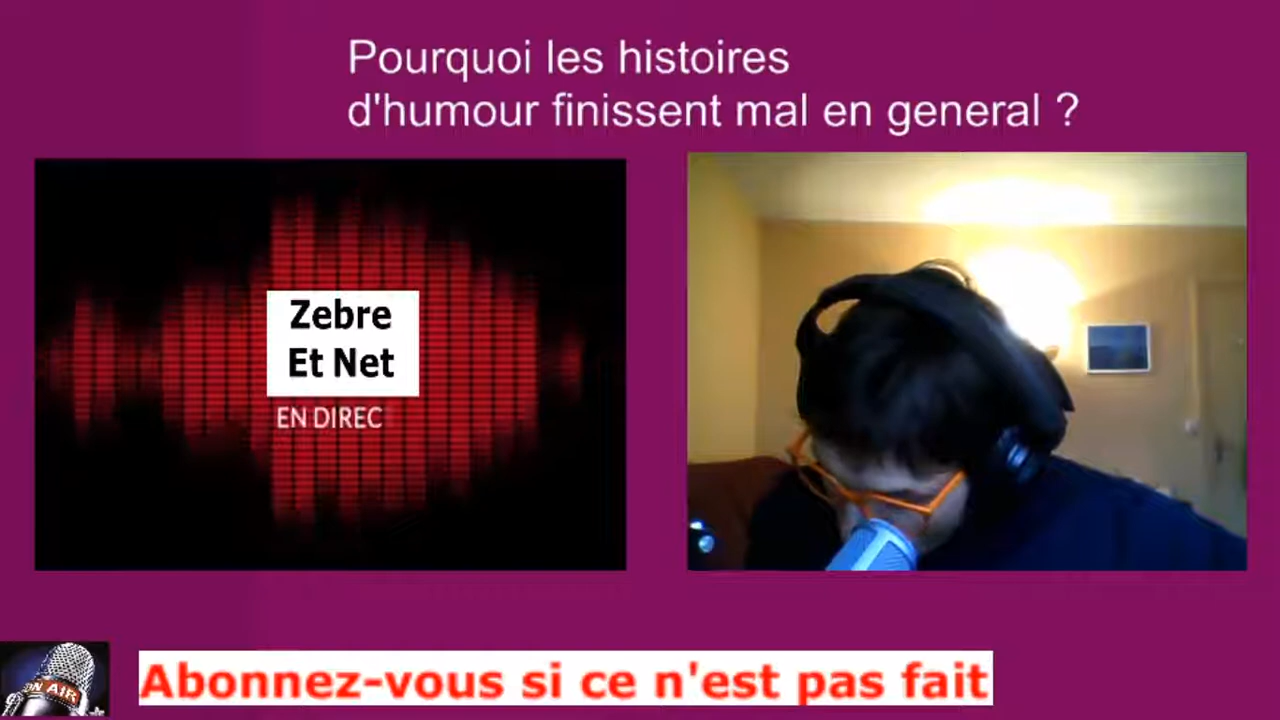 Pourquoi les histoires
d'humour finissent mal en general ?
Zebre
Et Net
EN DIREC
ON AIR
Abonnez-vous si ce n'est pas fait